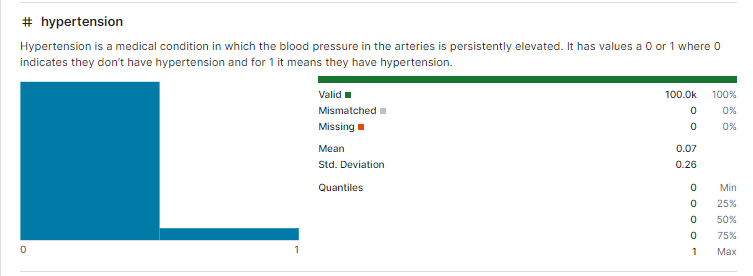 # hypertension
Hypertension is a medical condition in which the blood pressure in the arteries is persistently elevated. It has values a 0 or 1 where 0
indicates they don't have hypertension and for 1 it means they have hypertension.
Valid 100.0k 100%
Mismatched 0 0%
Missing 0 0%
Mean 0.07
Std. Deviation 0.26
Quantiles 0 Min
0 25%
0 50%
0 75%
1 Max
0 1